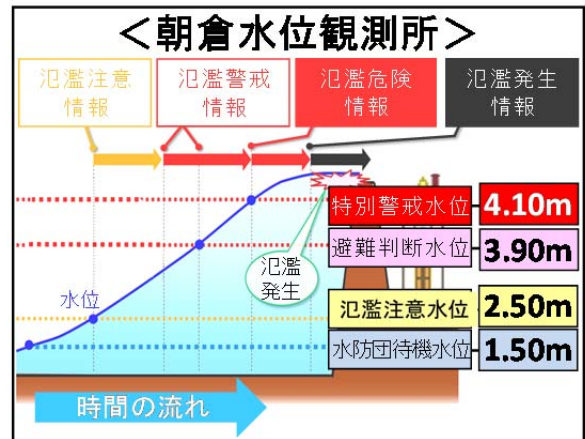 ＜朝倉水位観測所＞
氾濫注意
情報
氾濫警戒
情報
氾濫危険
情報
氾濫発生
情報
特別警戒水位
4.10m
避難判断水位
3.90m
氾濫
発生
水位
氾濫注意水位
2.50m
水防団待機水位
1.50m
時間の流れ